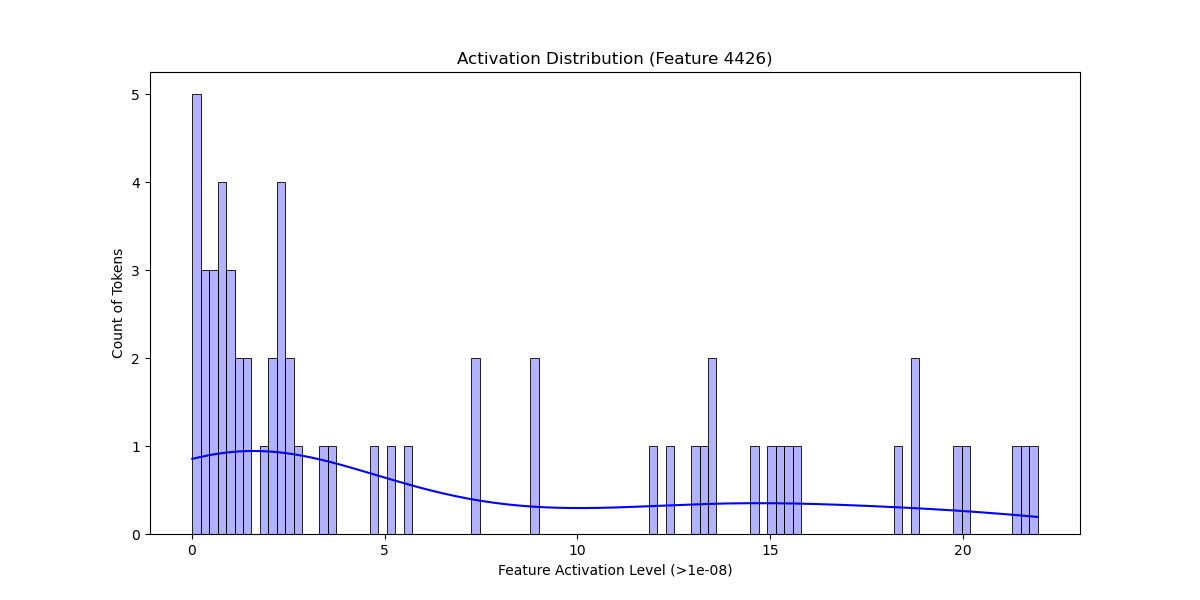 Activation Distribution (Feature 4426)
Count of Tokens
5
4
3
2
1
0
0 5 10 15 20
Feature Activation Level (>1e-08)